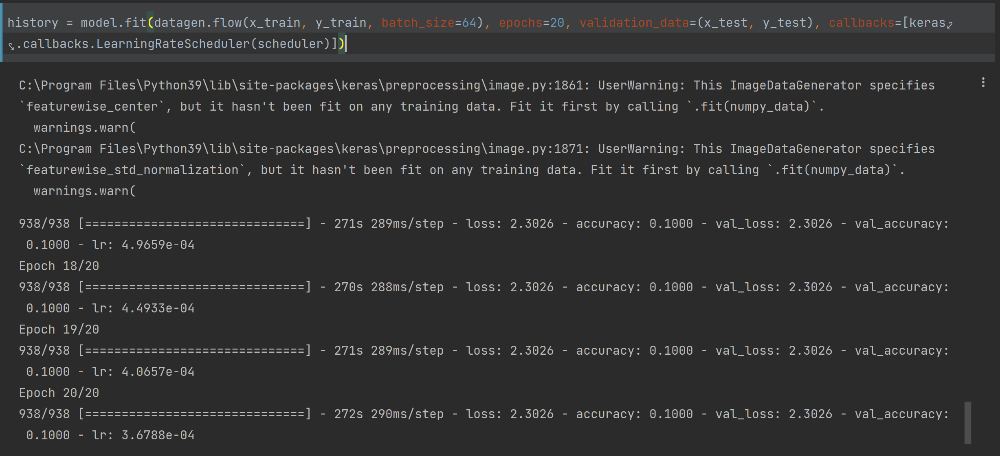 history = model.fit(datagen.flow(x_train, y_train, batch_size=64), epochs=20, validation_data=(x_test, y_test), callbacks=[keras
.callbacks.LearningRateScheduler(scheduler)])
C:\Program Files\Python39\lib\site-packages\keras\preprocessing\image.py:1861: UserWarning: This ImageDataGenerator specifies
`featurewise_center`, but it hasn't been fit on any training data. Fit it first by calling `.fit(numpy_data)`.
  warnings.warn(
C:\Program Files\Python39\lib\site-packages\keras\preprocessing\image.py:1871: UserWarning: This ImageDataGenerator specifies
`featurewise_std_normalization`, but it hasn't been fit on any training data. Fit it first by calling `.fit(numpy_data)`.
  warnings.warn(
938/938 [==============================] - 271s 289ms/step - loss: 2.3026 - accuracy: 0.1000 - val_loss: 2.3026 - val_accuracy:
 0.1000 - lr: 4.9659e-04
Epoch 18/20
938/938 [==============================] - 270s 288ms/step - loss: 2.3026 - accuracy: 0.1000 - val_loss: 2.3026 - val_accuracy:
 0.1000 - lr: 4.4933e-04
Epoch 19/20
938/938 [==============================] - 271s 289ms/step - loss: 2.3026 - accuracy: 0.1000 - val_loss: 2.3026 - val_accuracy:
 0.1000 - lr: 4.0657e-04
Epoch 20/20
938/938 [==============================] - 272s 290ms/step - loss: 2.3026 - accuracy: 0.1000 - val_loss: 2.3026 - val_accuracy:
 0.1000 - lr: 3.6788e-04